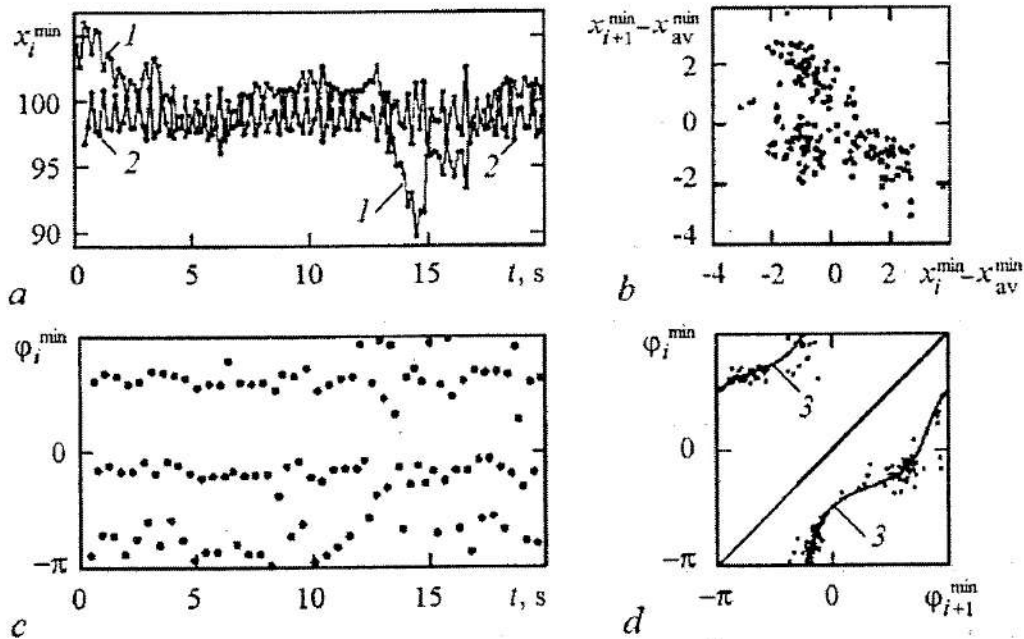 x_i^min
1
105
100
95
90
2
1
2
0
5
10
15
t, s
a
x_{i+1}^min – x_av^min
2
0
-2
-4
-4
-2
0
2
x_i^min – x_av^min
b
φ_i^min
0
−π
0
5
10
15
t, s
c
φ_i^min
0
−π
3
3
−π
0
φ_{i+1}^min
d